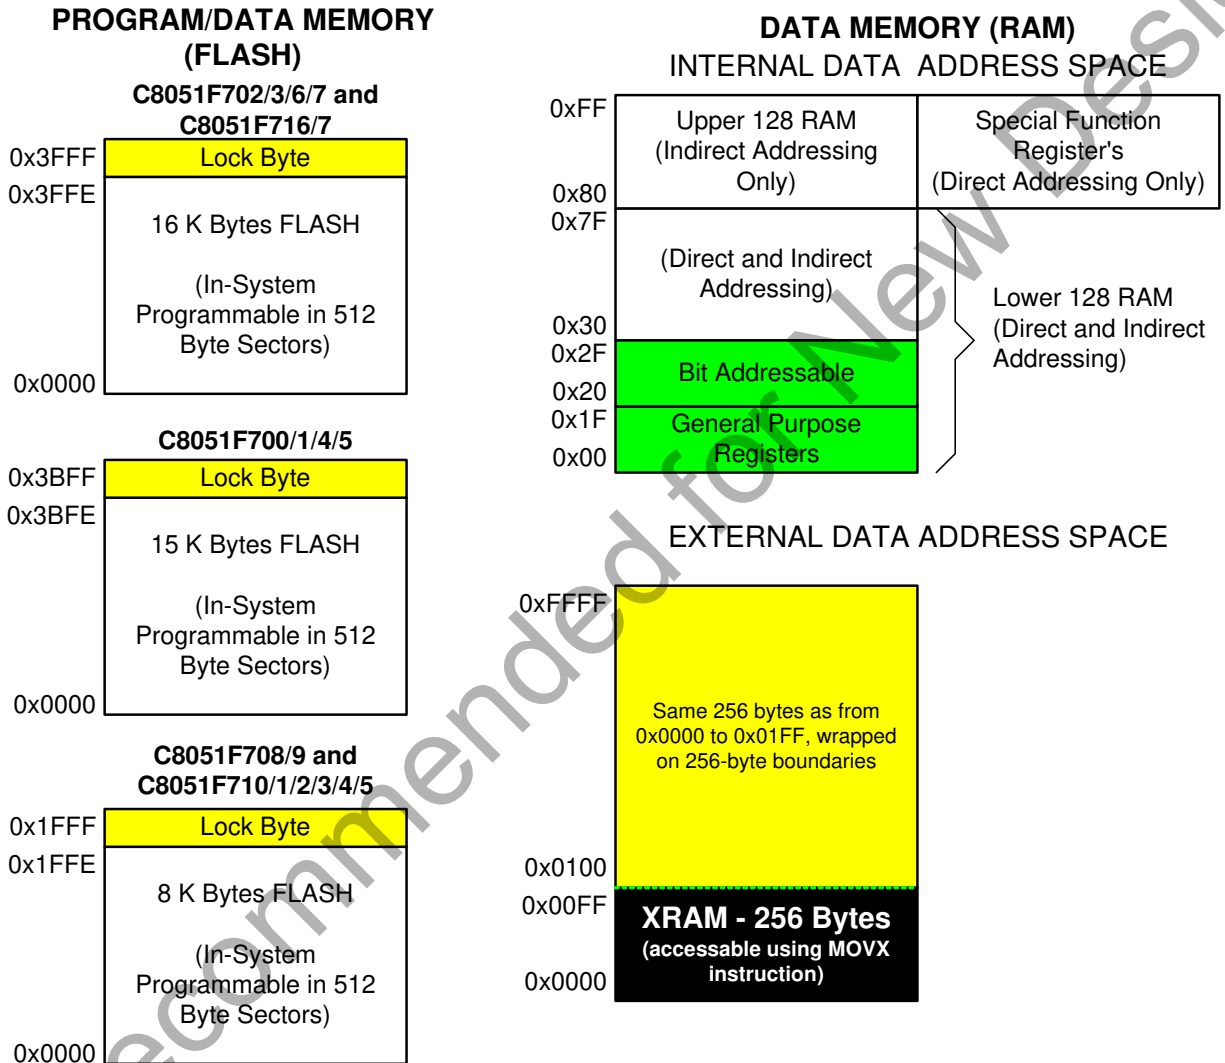 PROGRAM/DATA MEMORY
(FLASH)
C8051F702/3/6/7 and
C8051F716/7
0x3FFF
Lock Byte
0x3FFE
16 K Bytes FLASH
(In-System
Programmable in 512
Byte Sectors)
0x0000
C8051F700/1/4/5
0x3BFF
Lock Byte
0x3BFE
15 K Bytes FLASH
(In-System
Programmable in 512
Byte Sectors)
0x0000
C8051F708/9 and
C8051F710/1/2/3/4/5
0x1FFF
Lock Byte
0x1FFE
8 K Bytes FLASH
(In-System
Programmable in 512
Byte Sectors)
0x0000
DATA MEMORY (RAM)
INTERNAL DATA ADDRESS SPACE
0xFF
Upper 128 RAM
(Indirect Addressing
Only)
0x80
Special Function
Register's
(Direct Addressing Only)
0x7F
(Direct and Indirect
Addressing)
0x30
Lower 128 RAM
(Direct and Indirect
Addressing)
0x2F
Bit Addressable
0x20
0x1F
General Purpose
Registers
0x00
EXTERNAL DATA ADDRESS SPACE
0xFFFF
Same 256 bytes as from
0x0000 to 0x01FF, wrapped
on 256-byte boundaries
0x0100
0x00FF
XRAM - 256 Bytes
(accessable using MOVX
instruction)
0x0000
ecommended for New Desi